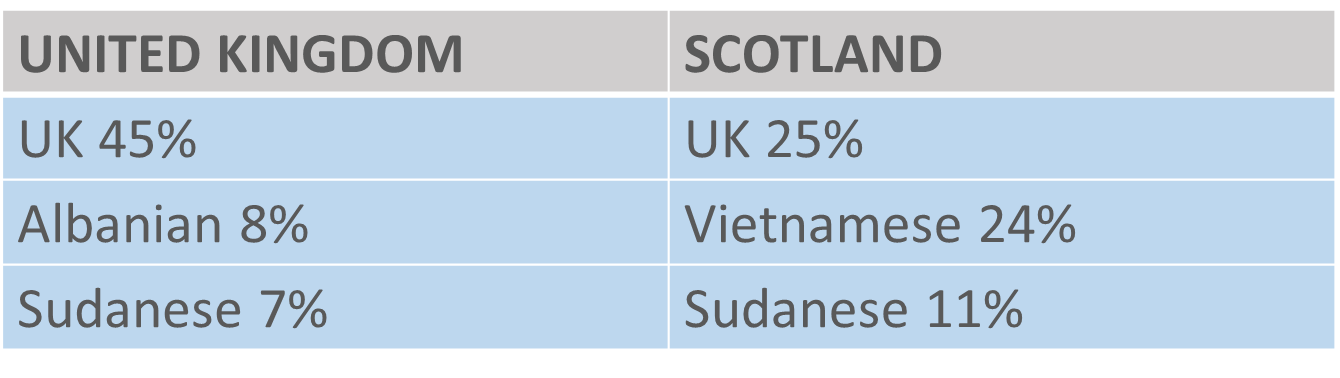 UNITED KINGDOM SCOTLAND
UK 45% UK 25%
Albanian 8% Vietnamese 24%
Sudanese 7% Sudanese 11%